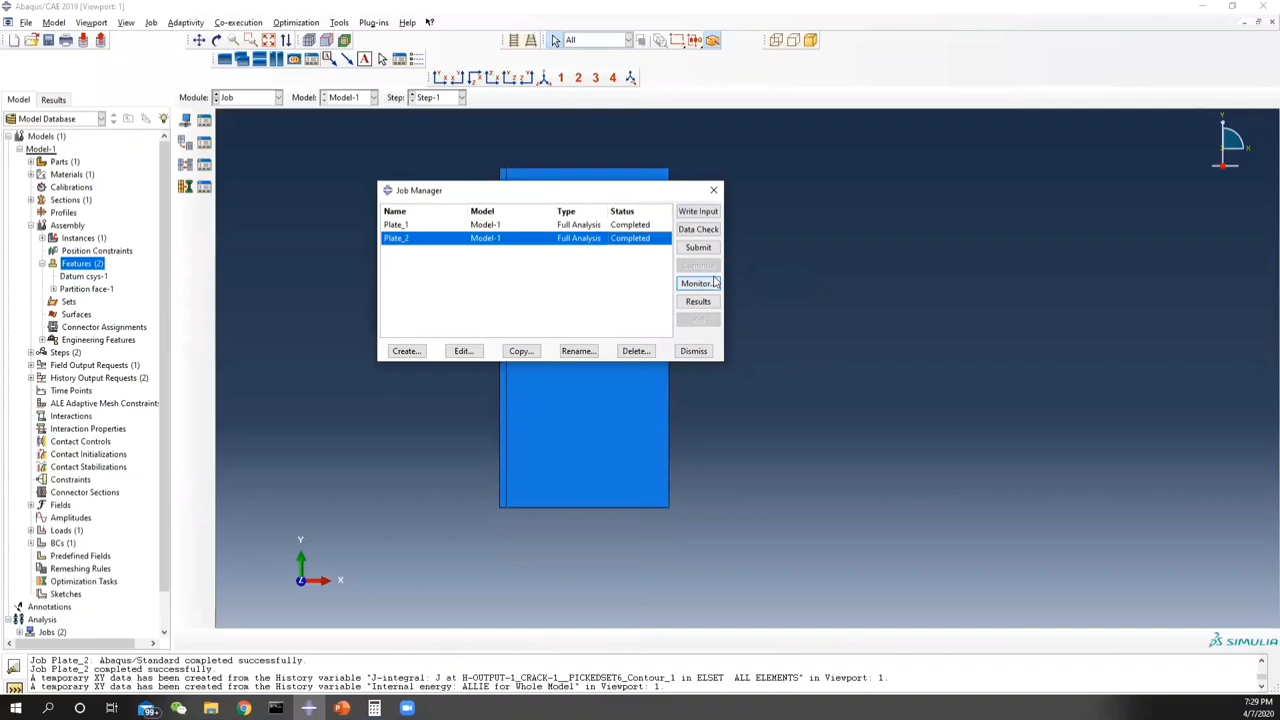 Abaqus/CAE 2019 [Viewport: 1]
File Model Viewport View Job Adaptivity Co-execution Optimization Tools Plug-ins Help
All
1 2 3 4
Model Results
Module: Job Model: Model-1 Step: Step-1
Model Database
Models (1)
Model-1
Parts (1)
Materials (1)
Calibrations
Sections (1)
Profiles
Assembly
Instances (1)
Position Constraints
Features (2)
Datum csys-1
Partition face-1
Sets
Surfaces
Connector Assignments
Engineering Features
Steps (2)
Field Output Requests (1)
History Output Requests (2)
Time Points
ALE Adaptive Mesh Constraints
Interactions
Interaction Properties
Contact Controls
Contact Initializations
Contact Stabilizations
Constraints
Connector Sections
Fields
Amplitudes
Loads (1)
BCs (1)
Predefined Fields
Remeshing Rules
Optimization Tasks
Sketches
Annotations
Analysis
Jobs (2)
Job Manager
Name Model Type Status
Plate_1 Model-1 Full Analysis Completed
Plate_2 Model-1 Full Analysis Completed
Write Input
Data Check
Submit
Monitor...
Results
Create... Edit... Copy... Rename... Delete... Dismiss
Y
X
Z
Y
X
Z
SIMULIA
Job Plate_2: Abaqus/Standard completed successfully.
Job Plate_2 completed successfully.
A temporary XY data has been created from the History variable "J-integral: J at H-OUTPUT-1_CRACK-1__PICKEDSET6_Contour_1 in ELSET  ALL ELEMENTS" in Viewport: 1.
A temporary XY data has been created from the History variable "Internal energy: ALLIE for Whole Model" in Viewport: 1.
99+
7:29 PM
4/7/2020